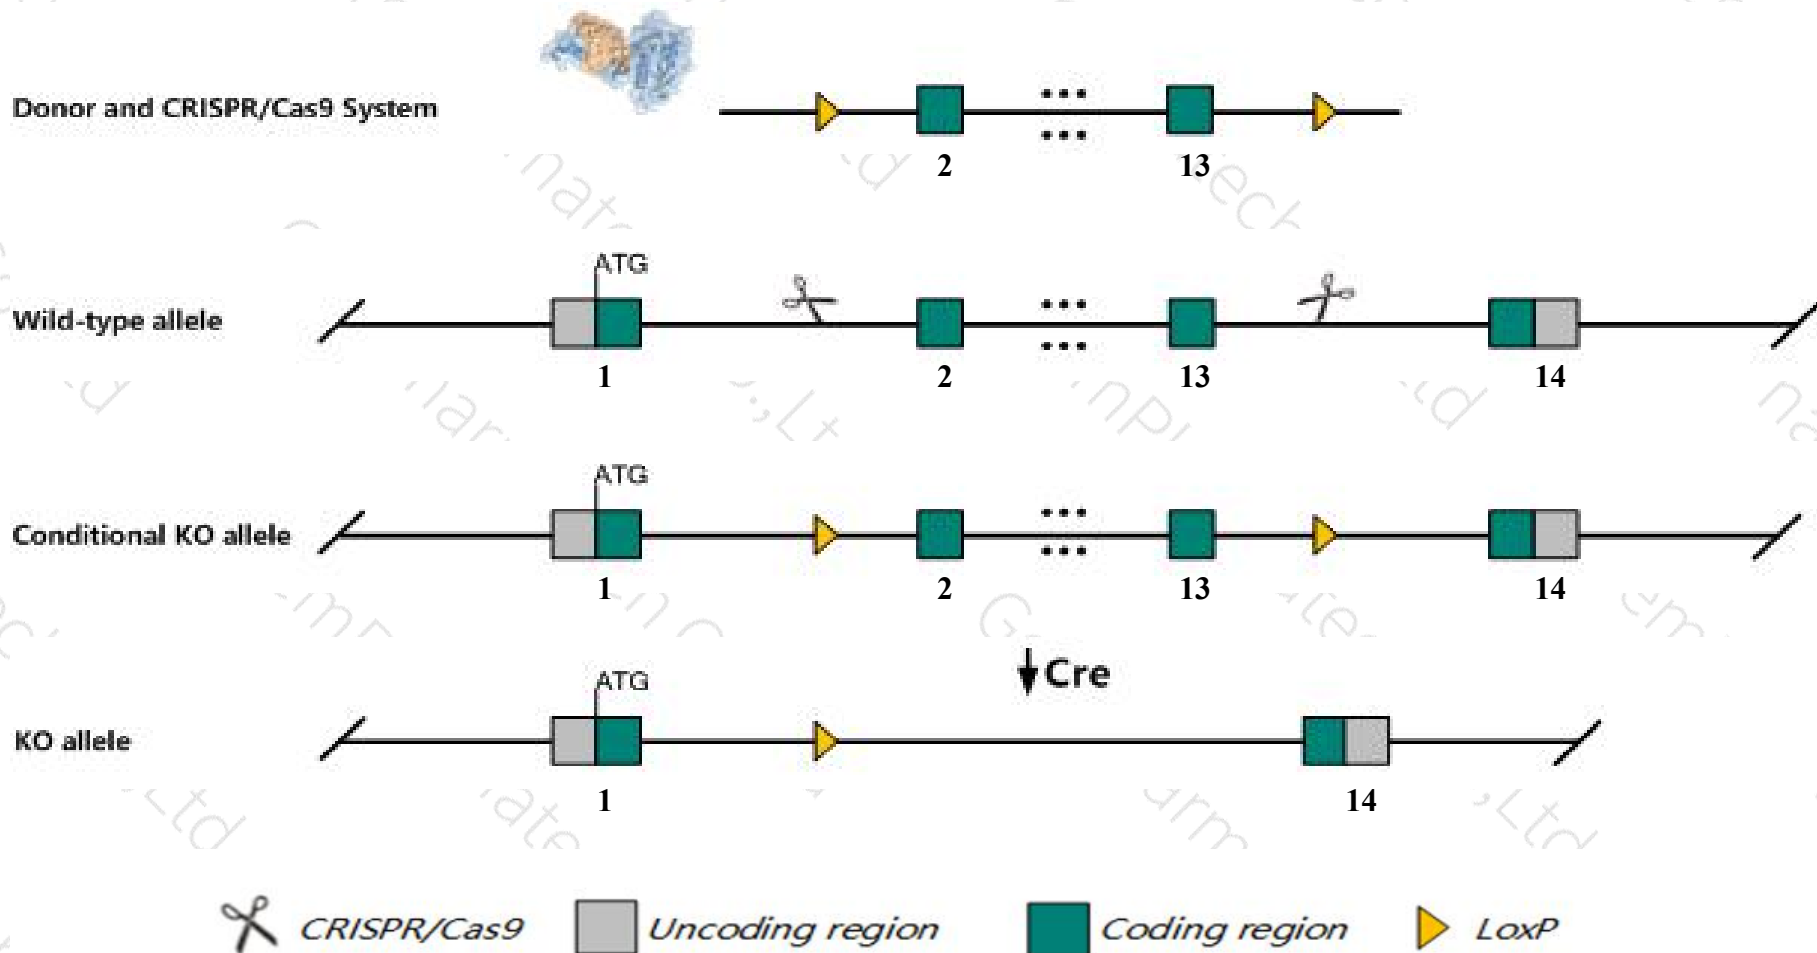 Donor and CRISPR/Cas9 System
2 13
ATG
Wild-type allele
1 2 13 14
ATG
Conditional KO allele
1 2 13 14
Cre
ATG
KO allele
1 14
CRISPR/Cas9 Uncoding region Coding region LoxP